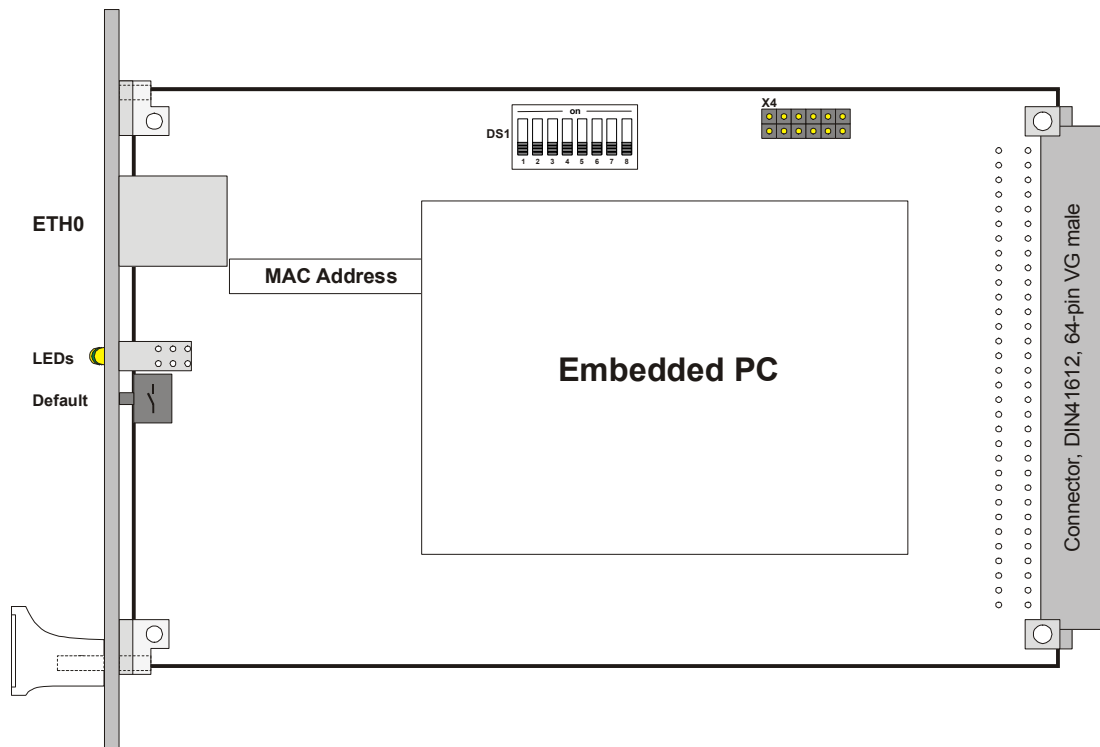 X4
on
DS1
1 2 3 4 5 6 7 8
ETH0
MAC Address
LEDs
Default
Embedded PC
Connector, DIN41612, 64-pin VG male